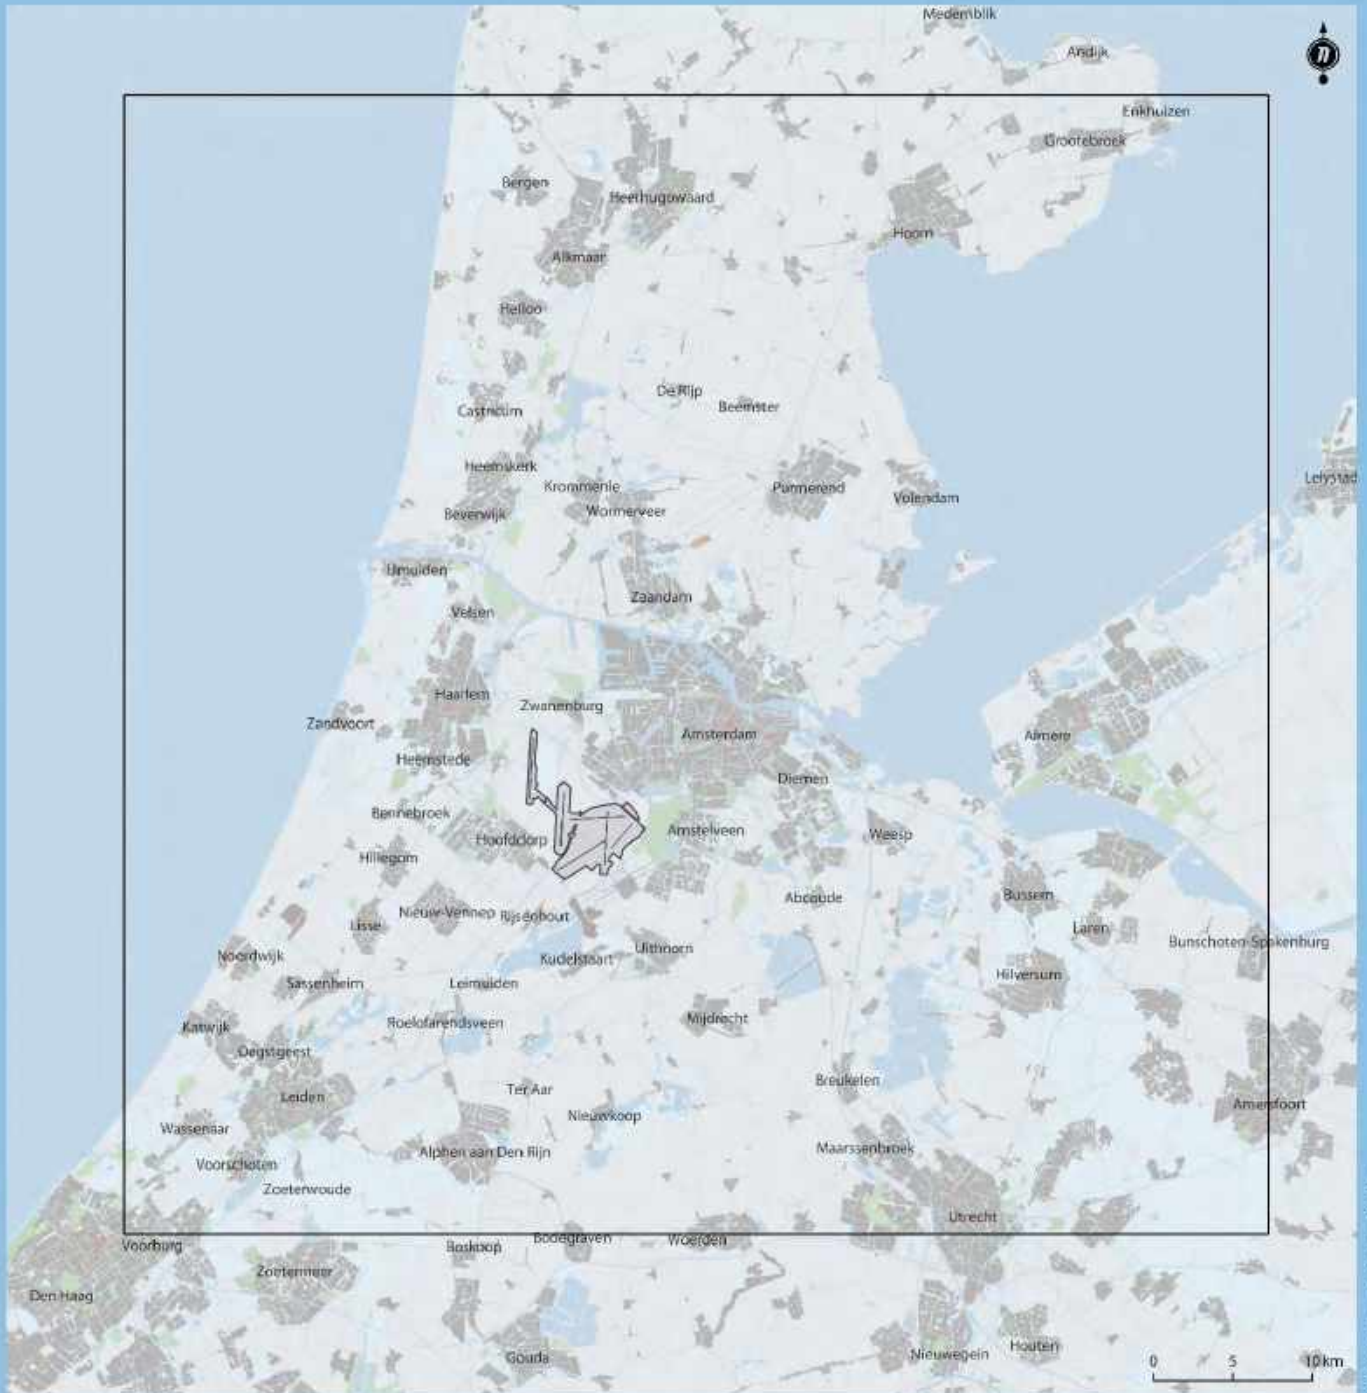 Medemblik
Andijk
n
Enkhuizen
Grootebroek
Bergen
Heerhugowaard
Hoorn
Alkmaar
Heiloo
De Rijp
Beemster
Castricum
Heemskerk
Lelystad
Krommenie
Purmerend
Volendam
Wormerveer
Beverwijk
IJmuiden
Zaandam
Velsen
Haarlem
Zwanenburg
Zandvoort
Amsterdam
Almere
Heemstede
Diemen
Bennebroek
Amstelveen
Weesp
Hoofddorp
Hillegom
Abcoude
Bussem
Nieuw-Vennep
Rijsenhout
Lisse
Laren
Bunschoten-Spakenburg
Uithoorn
Noordwijk
Kudelstaart
Hilversum
Sassenheim
Leimuiden
Mijdrecht
Katwijk
Roelofarendsveen
Oegstgeest
Breukelen
Ter Aar
Leiden
Amersfoort
Nieuwkoop
Wassenaar
Maarssenbroek
Alphen aan Den Rijn
Voorschoten
Zoeterwoude
Utrecht
Voorburg
Boskoop
Bodegraven
Woerden
Zoetermeer
Den Haag
Houten
Nieuwegein
Gouda
0 5 10 km